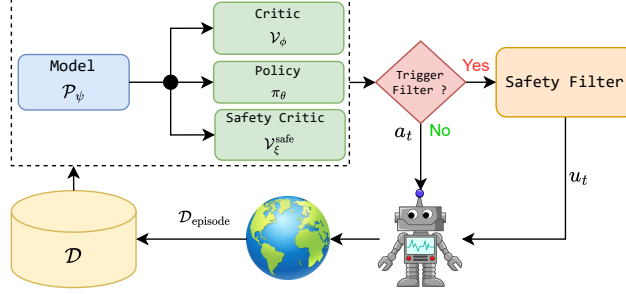 Critic
𝒱_ϕ
Model
𝒫_ψ
Policy
π_θ
Safety Critic
𝒱_ξ^safe
Trigger
Filter ?
Yes
Safety Filter
No
a_t
u_t
𝒟_episode
𝒟